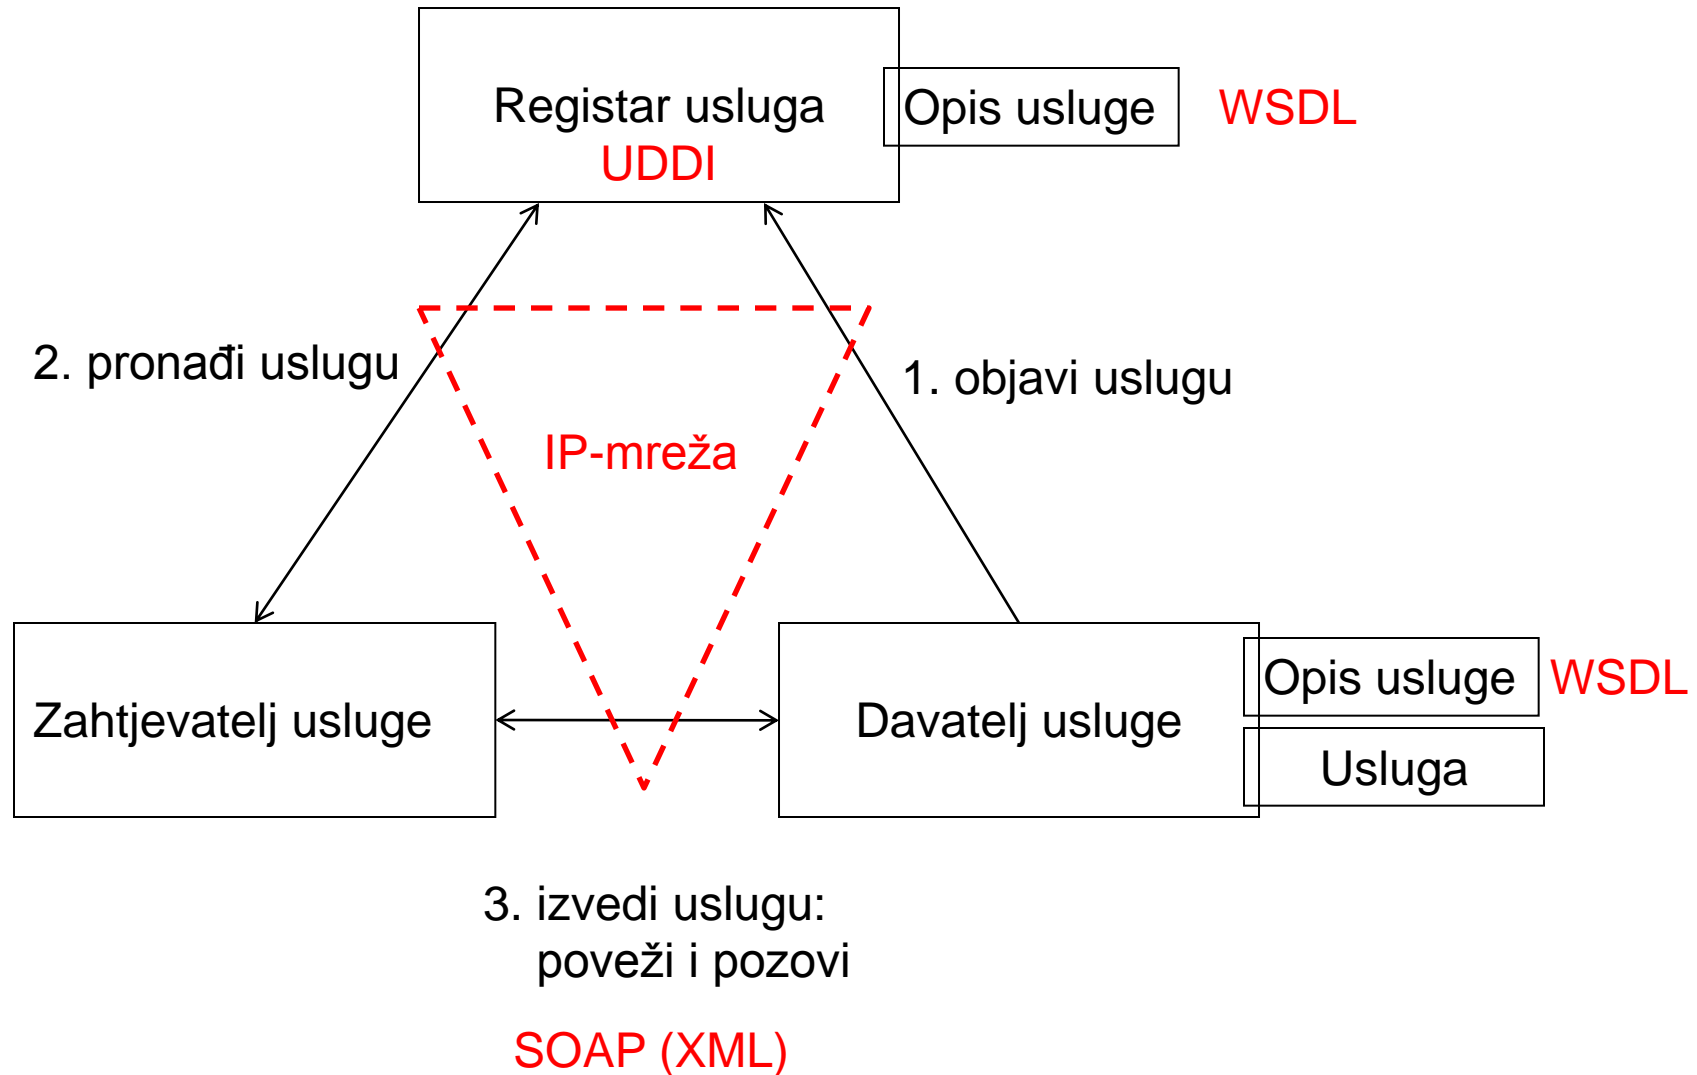 Registar usluga
UDDI
Opis usluge
WSDL
2. pronađi uslugu
1. objavi uslugu
IP-mreža
Zahtjevatelj usluge
Davatelj usluge
Opis usluge
WSDL
Usluga
3. izvedi uslugu:
poveži i pozovi
SOAP (XML)